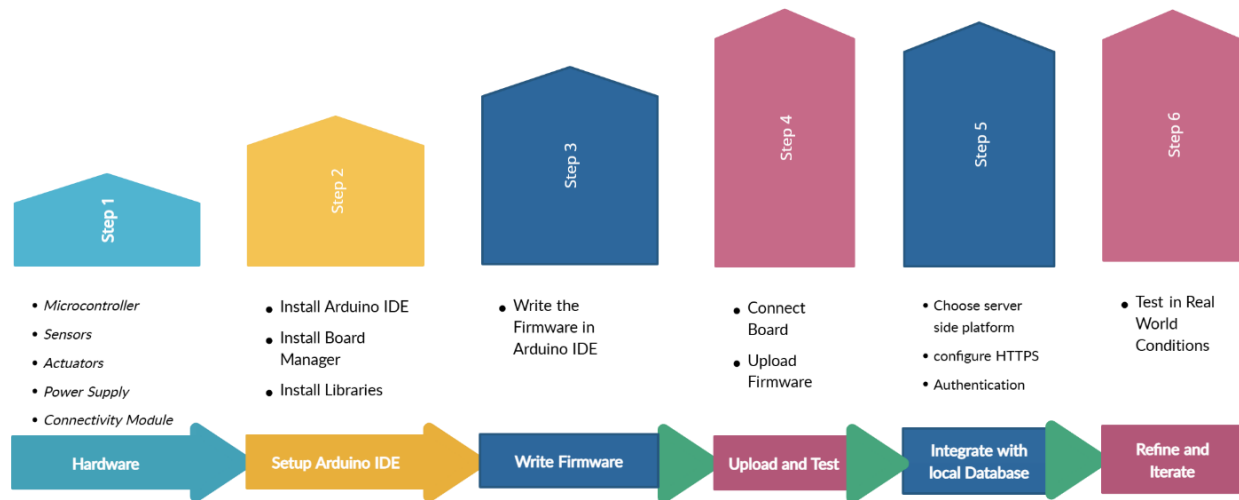 Step 1
Step 2
Step 3
Step 4
Step 5
Step 6
• Microcontroller
• Sensors
• Actuators
• Power Supply
• Connectivity Module
• Install Arduino IDE
• Install Board
Manager
• Install Libraries
• Write the
Firmware in
Arduino IDE
• Connect
Board
• Upload
Firmware
• Choose server
side platform
• configure HTTPS
• Authentication
• Test in Real
World
Conditions
Hardware
Setup Arduino IDE
Write Firmware
Upload and Test
Integrate with
local Database
Refine and
Iterate